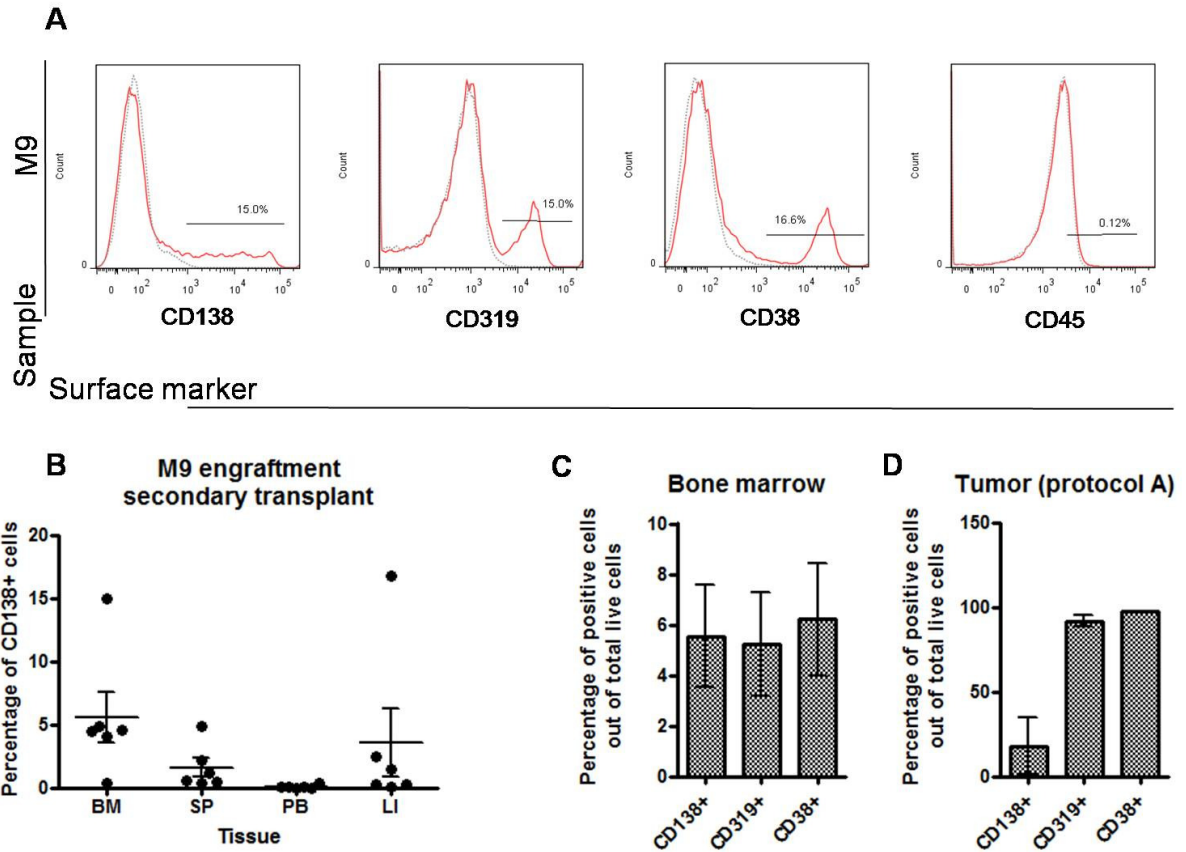 A
Sample M9
Count
0
15.0%
0 10^2 10^3 10^4 10^5
CD138
Count
0
15.0%
0 10^2 10^3 10^4 10^5
CD319
Count
0
16.6%
0 10^2 10^3 10^4 10^5
CD38
Count
0
0.12%
0 10^2 10^3 10^4 10^5
CD45
Surface marker
B
M9 engraftment
secondary transplant
Percentage of CD138+ cells
20
15
10
5
0
BM SP PB LI
Tissue
C
Bone marrow
Percentage of positive cells
out of total live cells
10
8
6
4
2
0
CD138+ CD319+ CD38+
D
Tumor (protocol A)
Percentage of positive cells
out of total live cells
150
100
50
0
CD138+ CD319+ CD38+